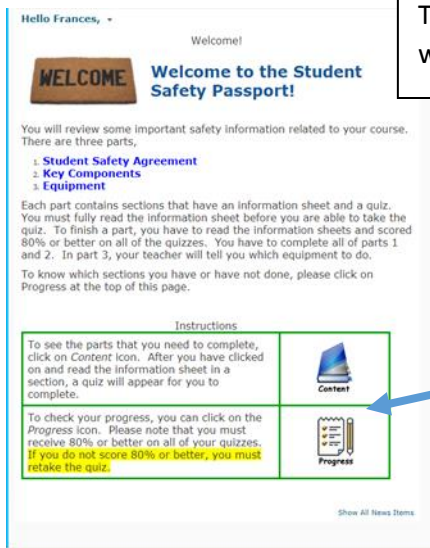 Hello Frances,
Welcome!
WELCOME
Welcome to the Student
Safety Passport!
You will review some important safety information related to your course.
There are three parts,
1. Student Safety Agreement
2. Key Components
3. Equipment
Each part contains sections that have an information sheet and a quiz.
You must fully read the information sheet before you are able to take the
quiz. To finish a part, you have to read the information sheets and scored
80% or better on all of the quizzes. You have to complete all of parts 1
and 2. In part 3, your teacher will tell you which equipment to do.
To know which sections you have or have not done, please click on
Progress at the top of this page.
Instructions
To see the parts that you need to complete,
click on Content icon. After you have clicked
on and read the information sheet in a
section, a quiz will appear for you to
complete.
Content
To check your progress, you can click on the
Progress icon. Please note that you must
receive 80% or better on all of your quizzes.
If you do not score 80% or better, you must
retake the quiz.
Progress
Show All News Items